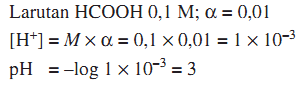 Larutan HCOOH 0,1 M; α = 0,01
[H⁺] = M × α = 0,1 × 0,01 = 1 × 10⁻³
pH = –log 1 × 10⁻³ = 3